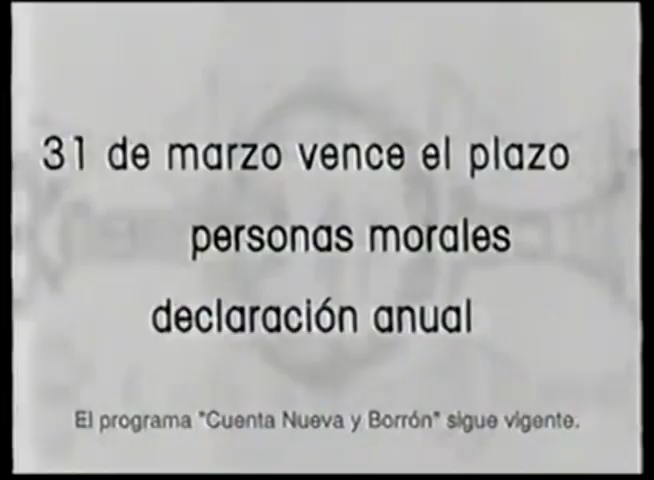 31 de marzo vence el plazo
personas morales
declaración anual
El programa "Cuenta Nueva y Borrón" sigue vigente.